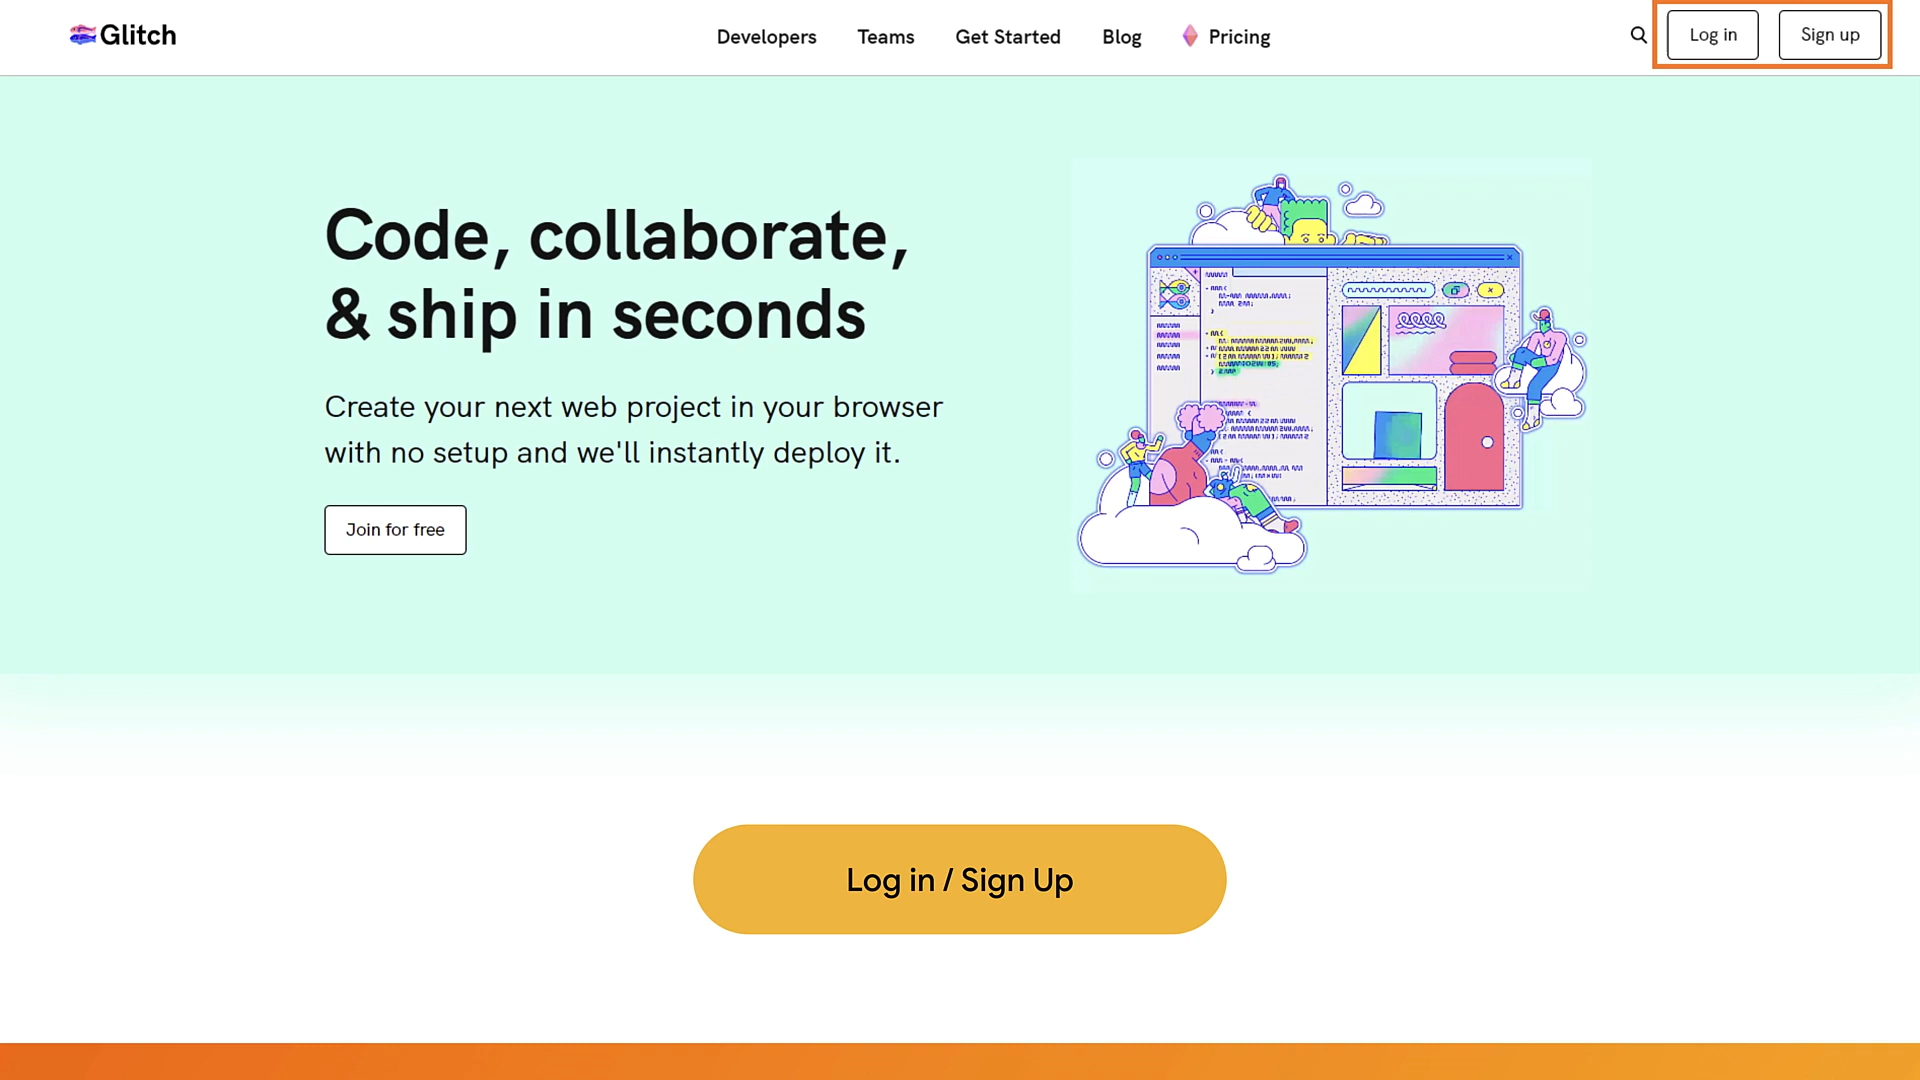 Glitch
Developers
Teams
Get Started
Blog
Pricing
Log in
Sign up
Code, collaborate,
& ship in seconds
Create your next web project in your browser
with no setup and we'll instantly deploy it.
Join for free
Log in / Sign Up